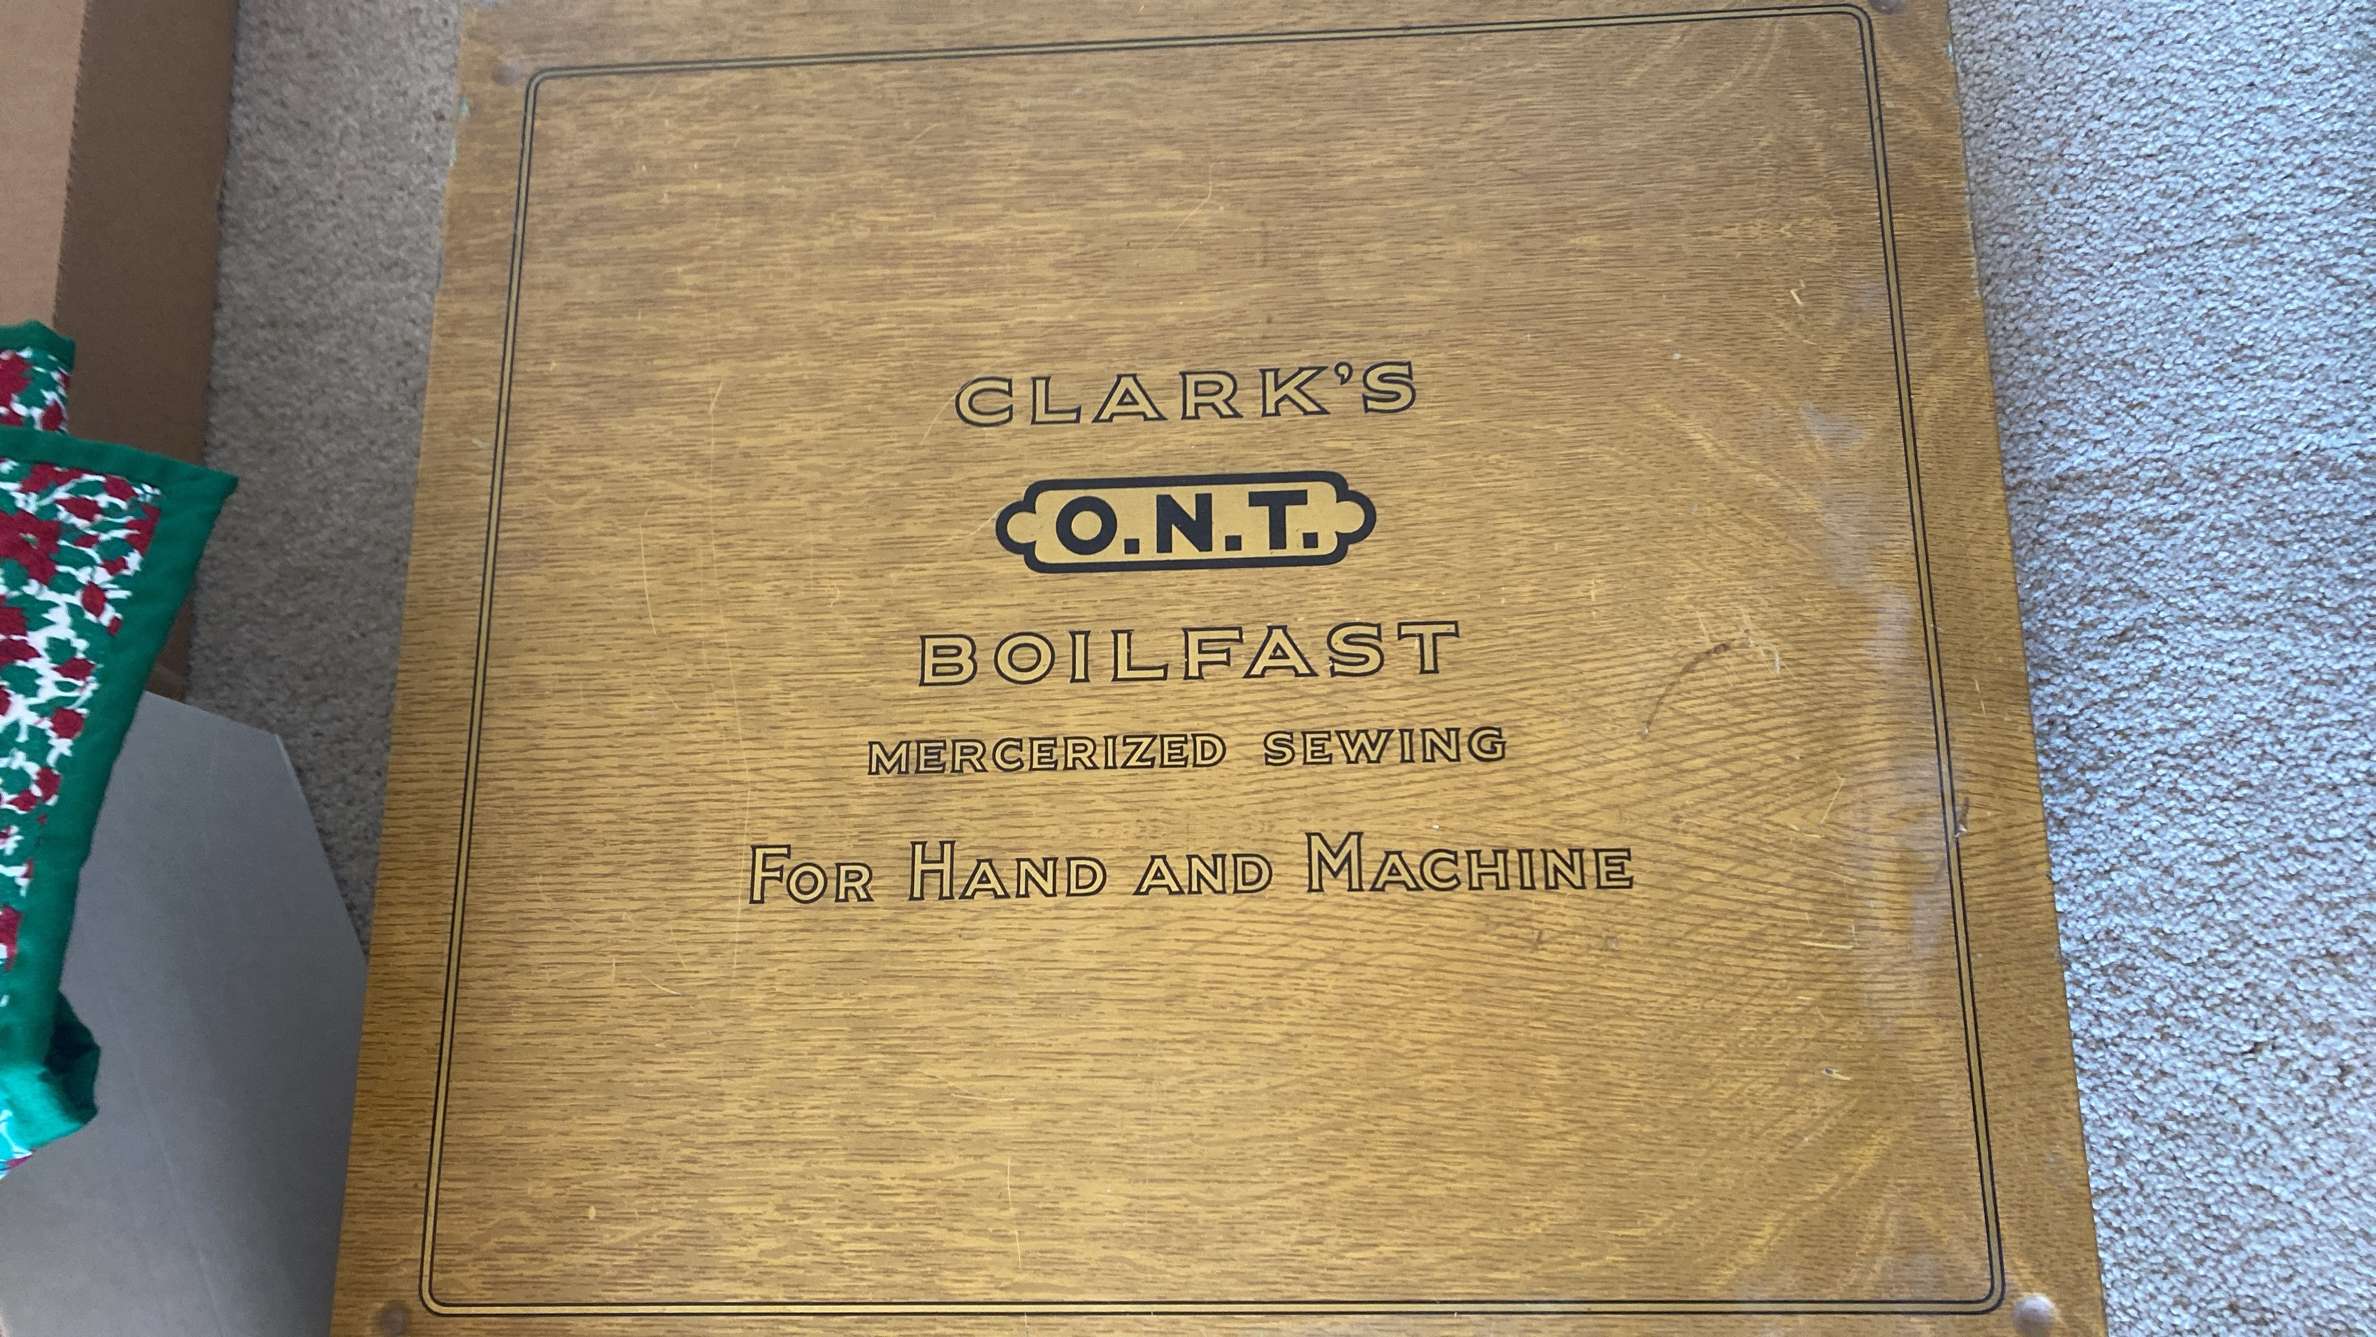 CLARK'S
O.N.T.
BOILFAST
MERCERIZED SEWING
FOR HAND AND MACHINE